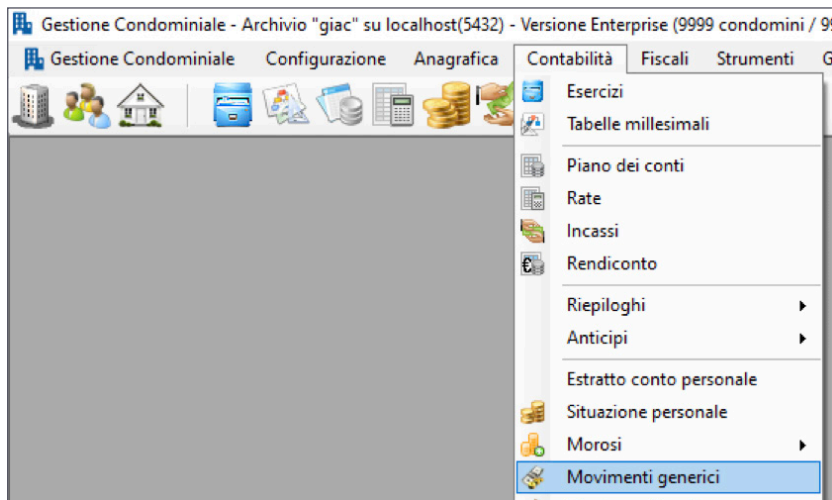 Gestione Condominiale - Archivio "giac" su localhost(5432) - Versione Enterprise (9999 condomini /
Gestione Condominiale Configurazione Anagrafica Contabilità Fiscali Strumenti
Esercizi
Tabelle millesimali
Piano dei conti
Rate
Incassi
Rendiconto
Riepiloghi
Anticipi
Estratto conto personale
Situazione personale
Morosi
Movimenti generici